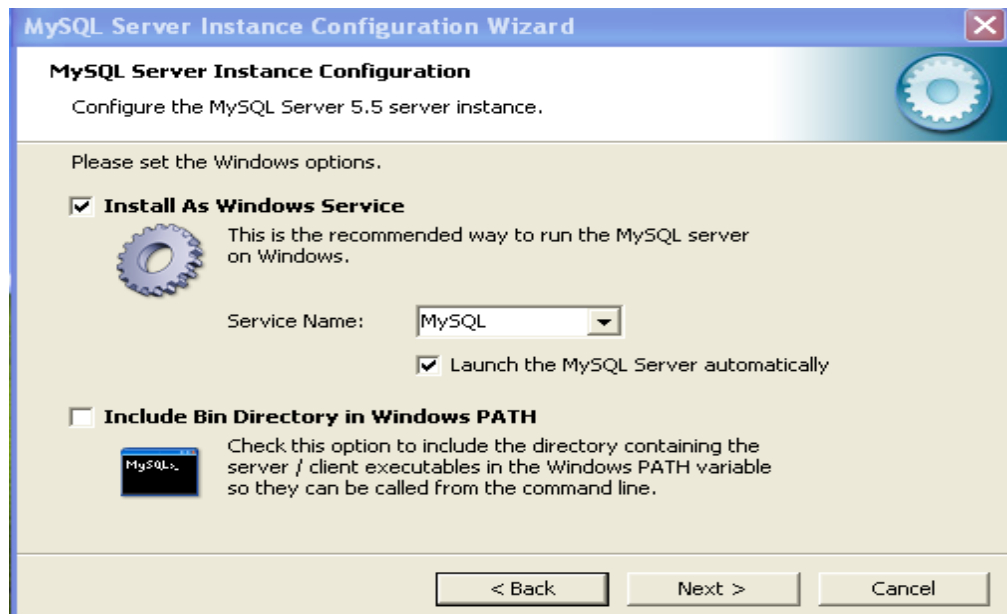 MySQL Server Instance Configuration Wizard
MySQL Server Instance Configuration
Configure the MySQL Server 5.5 server instance.
Please set the Windows options.
Install As Windows Service
This is the recommended way to run the MySQL server
on Windows.
Service Name: MySQL
Launch the MySQL Server automatically
Include Bin Directory in Windows PATH
MySQL>_
Check this option to include the directory containing the
server / client executables in the Windows PATH variable
so they can be called from the command line.
< Back Next > Cancel